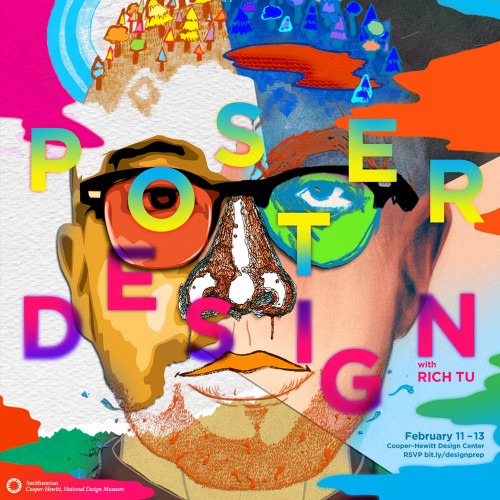 POSTER
DESIGN
with
RICH TU
February 11 – 13
Cooper-Hewitt Design Center
RSVP bit.ly/designprep
Smithsonian
Cooper-Hewitt, National Design Museum